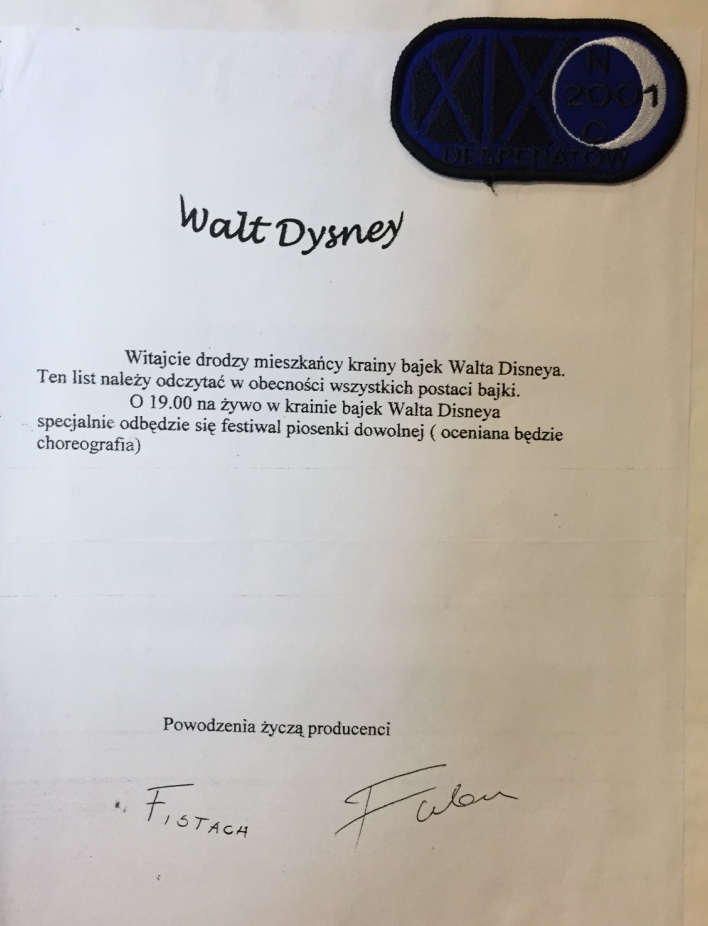 XIX
N
2001
C
DESPERATÓW
Walt Dysney
Witajcie drodzy mieszkańcy krainy bajek Walta Disneya.
Ten list należy odczytać w obecności wszystkich postaci bajki.
O 19.00 na żywo w krainie bajek Walta Disneya
specjalnie odbędzie się festiwal piosenki dowolnej ( oceniana będzie
choreografia)
Powodzenia życzą producenci
FISTACH